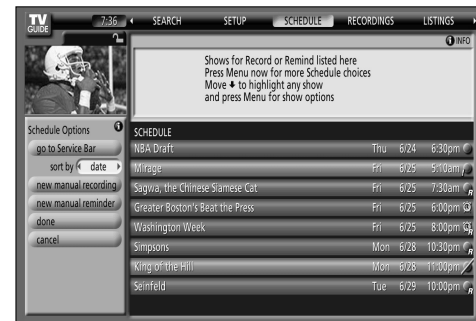 TV GUIDE 7:36 SEARCH SETUP SCHEDULE RECORDINGS LISTINGS
INFO
Shows for Record or Remind listed here
Press Menu now for more Schedule choices
Move to highlight any show
and press Menu for show options
Schedule Options
go to Service Bar
sort by date
new manual recording
new manual reminder
done
cancel
SCHEDULE
NBA Draft Thu 6/24 6:30pm
Mirage Fri 6/25 5:10am
Sagwa, the Chinese Siamese Cat Fri 6/25 7:30am R
Greater Boston's Beat the Press Fri 6/25 6:00pm
Washington Week Fri 6/25 8:00pm R
Simpsons Mon 6/28 10:30pm R
King of the Hill Mon 6/28 11:00pm
Seinfeld Tue 6/29 10:00pm R